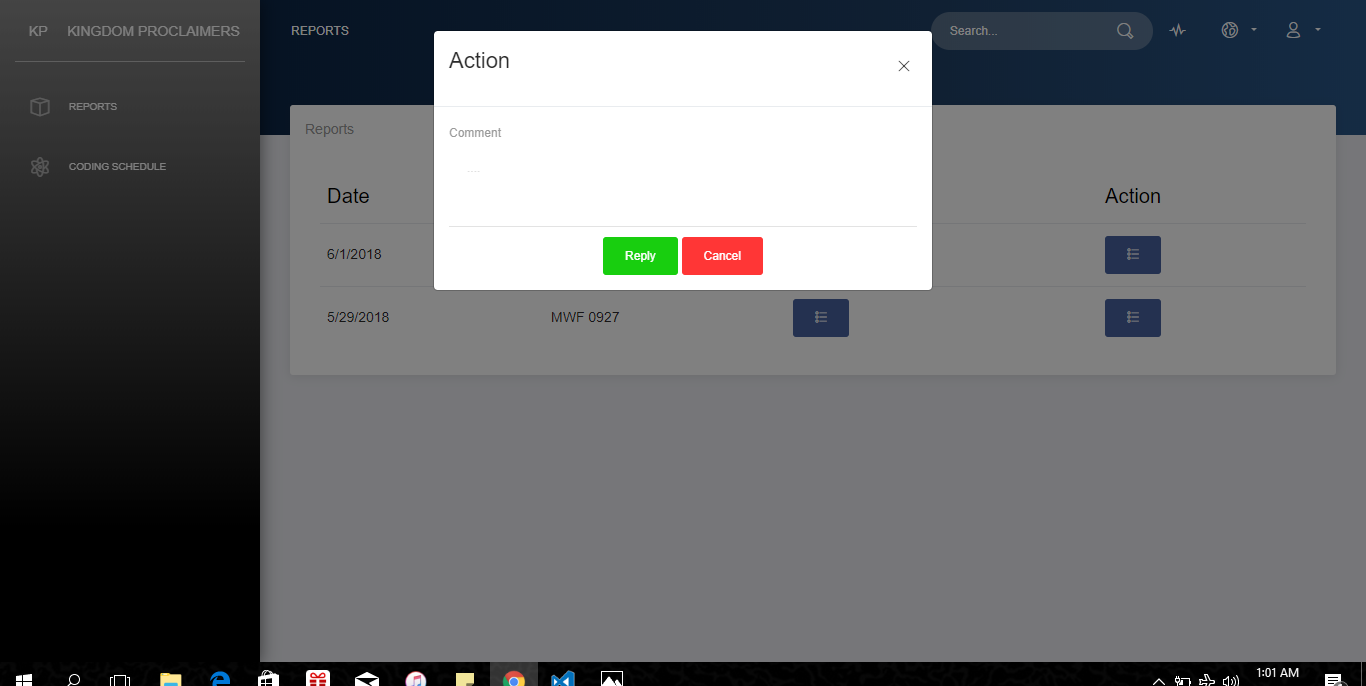 KP KINGDOM PROCLAIMERS
REPORTS
CODING SCHEDULE
REPORTS
Search...
Action
Comment
Reply Cancel
Reports
Date Action
6/1/2018
5/29/2018 MWF 0927
1:01 AM